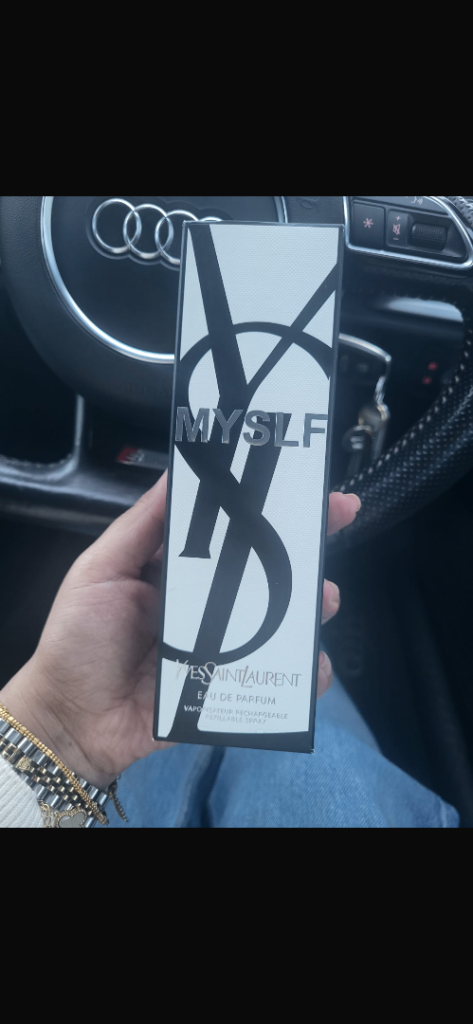 MYSLF
YVESSAINTLAURENT
EAU DE PARFUM
VAPORISATEUR RECHARGEABLE
REFILLABLE SPRAY